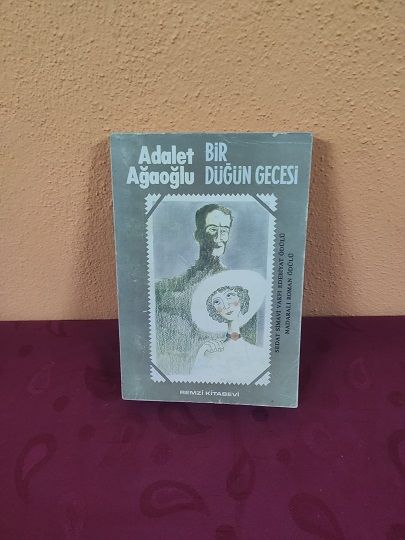 Adalet
Ağaoğlu
BİR
DÜĞÜN GECESİ
SEDAT SİMAVİ VAKFI EDEBİYAT ÖDÜLÜ
MADARALI ROMAN ÖDÜLÜ
REMZİ KİTABEVİ